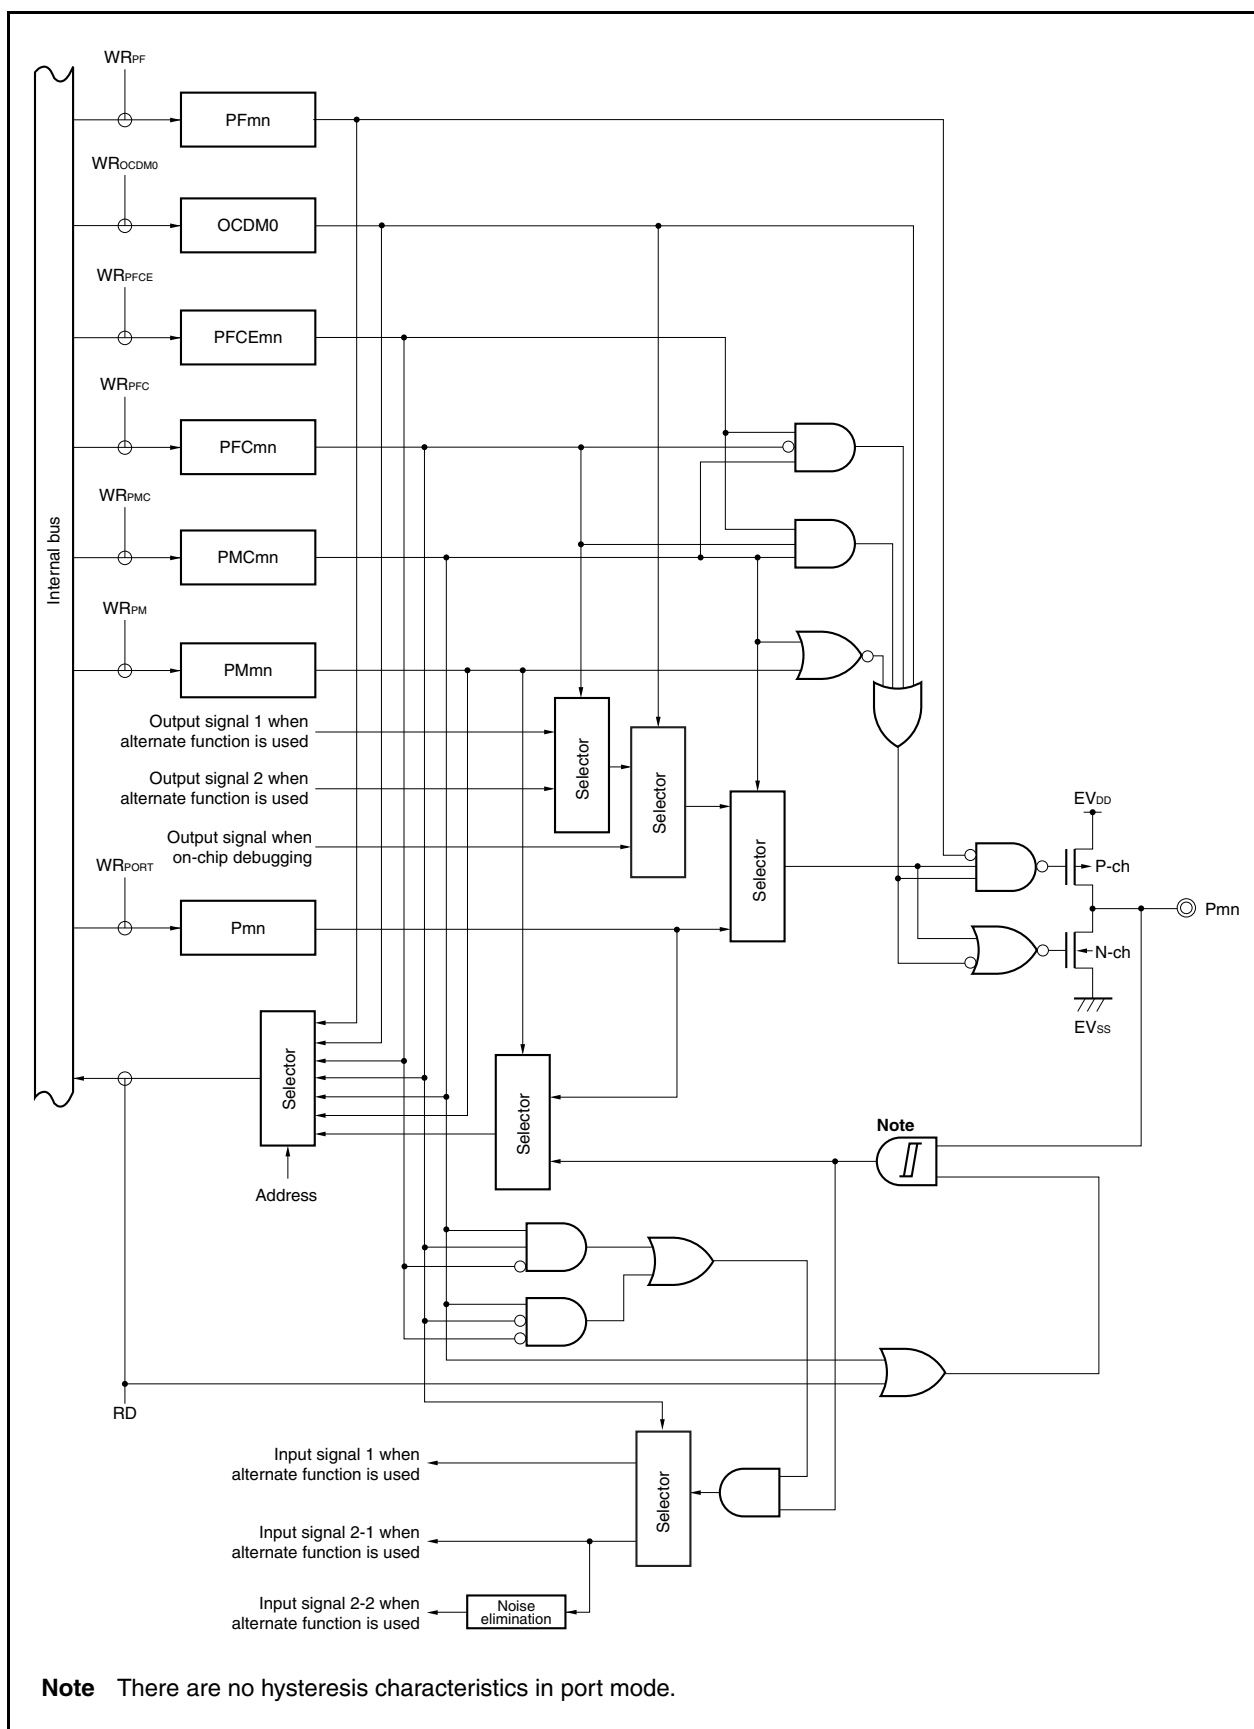 WRPF
PFmn
WROCDM0
OCDM0
WRPFCE
PFCEmn
WRPFC
PFCmn
WRPMC
Internal bus
PMCmn
WRPM
PMmn
Output signal 1 when
alternate function is used
Selector
Output signal 2 when
alternate function is used
Selector
Output signal when
on-chip debugging
Selector
EVDD
P-ch
WRPORT
Pmn
Pmn
N-ch
EVSS
Selector
Selector
Note
Address
RD
Input signal 1 when
alternate function is used
Selector
Input signal 2-1 when
alternate function is used
Input signal 2-2 when
alternate function is used
Noise
elimination
Note There are no hysteresis characteristics in port mode.